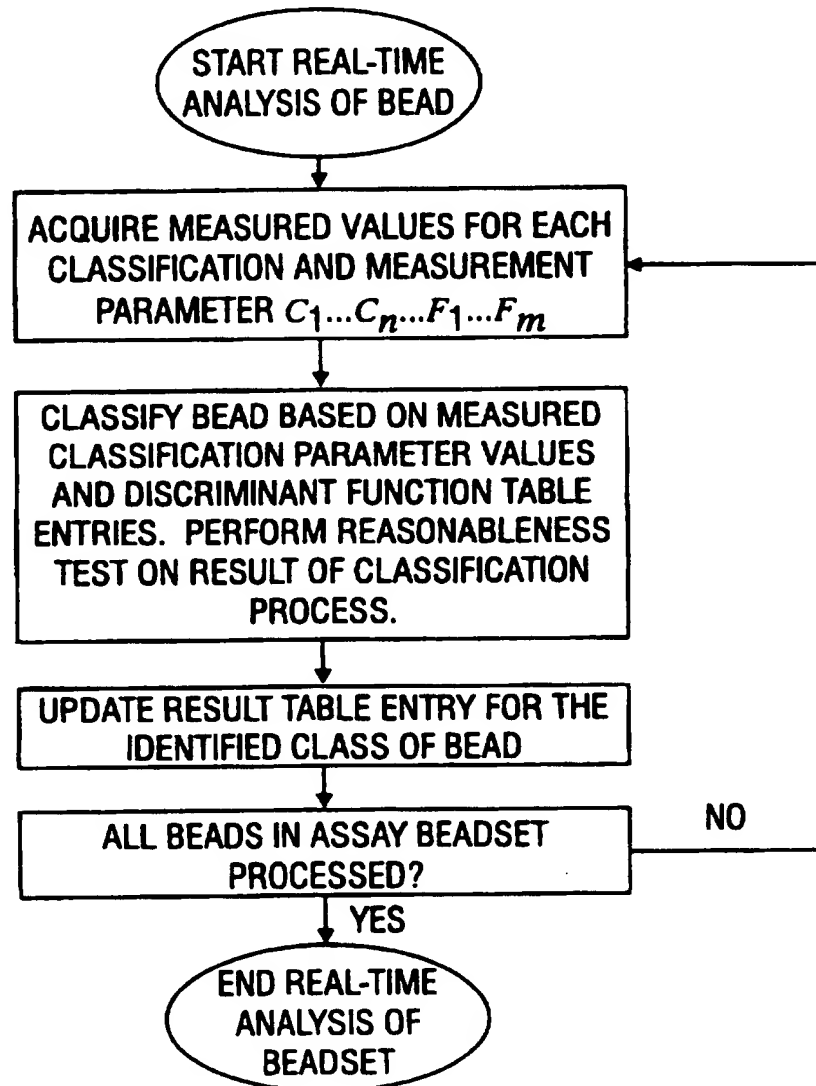 START REAL-TIME
ANALYSIS OF BEAD
ACQUIRE MEASURED VALUES FOR EACH
CLASSIFICATION AND MEASUREMENT
PARAMETER C1...Cn...F1...Fm
CLASSIFY BEAD BASED ON MEASURED
CLASSIFICATION PARAMETER VALUES
AND DISCRIMINANT FUNCTION TABLE
ENTRIES. PERFORM REASONABLENESS
TEST ON RESULT OF CLASSIFICATION
PROCESS.
UPDATE RESULT TABLE ENTRY FOR THE
IDENTIFIED CLASS OF BEAD
ALL BEADS IN ASSAY BEADSET
PROCESSED?
NO
YES
END REAL-TIME
ANALYSIS OF
BEADSET